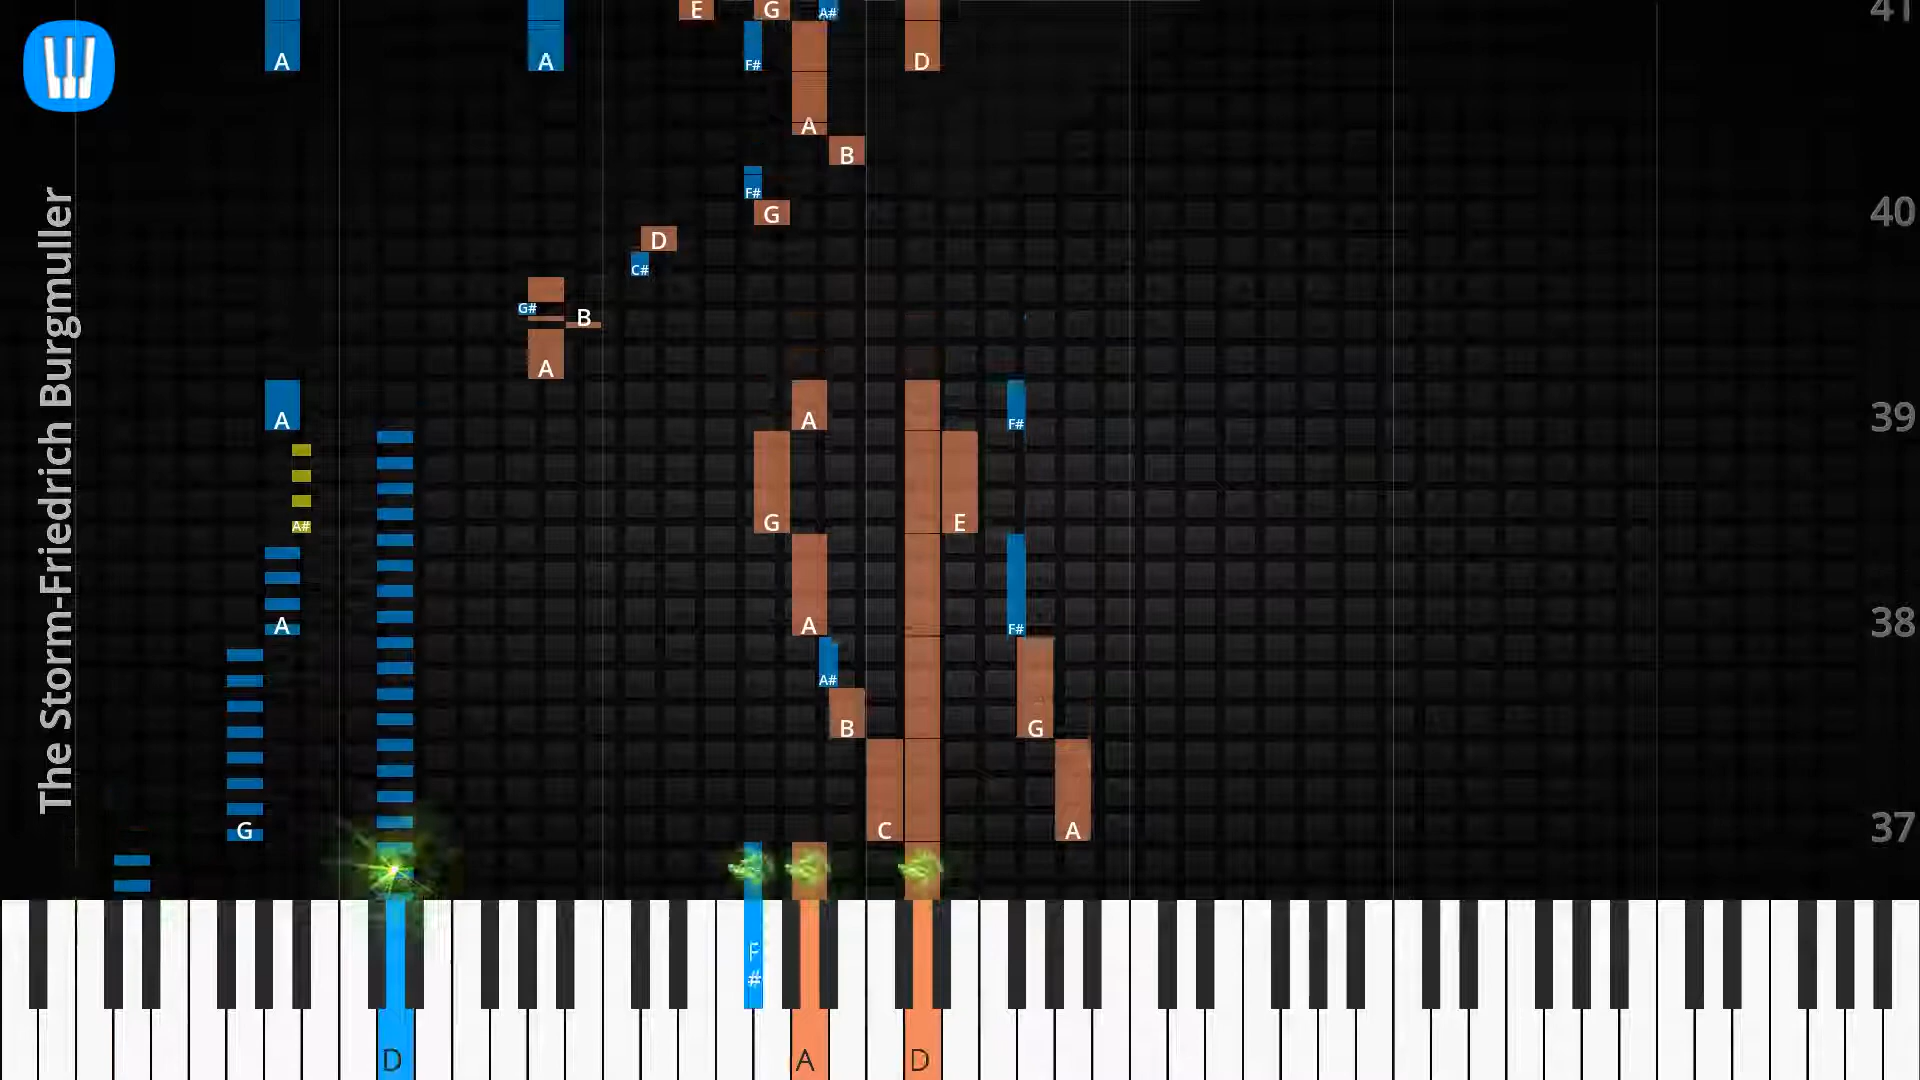 E G A# 41
A A F# D
A
B
F#
G 40
D
C#
G# B
A
The Storm-Friedrich Burgmuller
A A F# 39
A# G E
A A F# 38
A#
B G
G C A 37
F
#
D A D